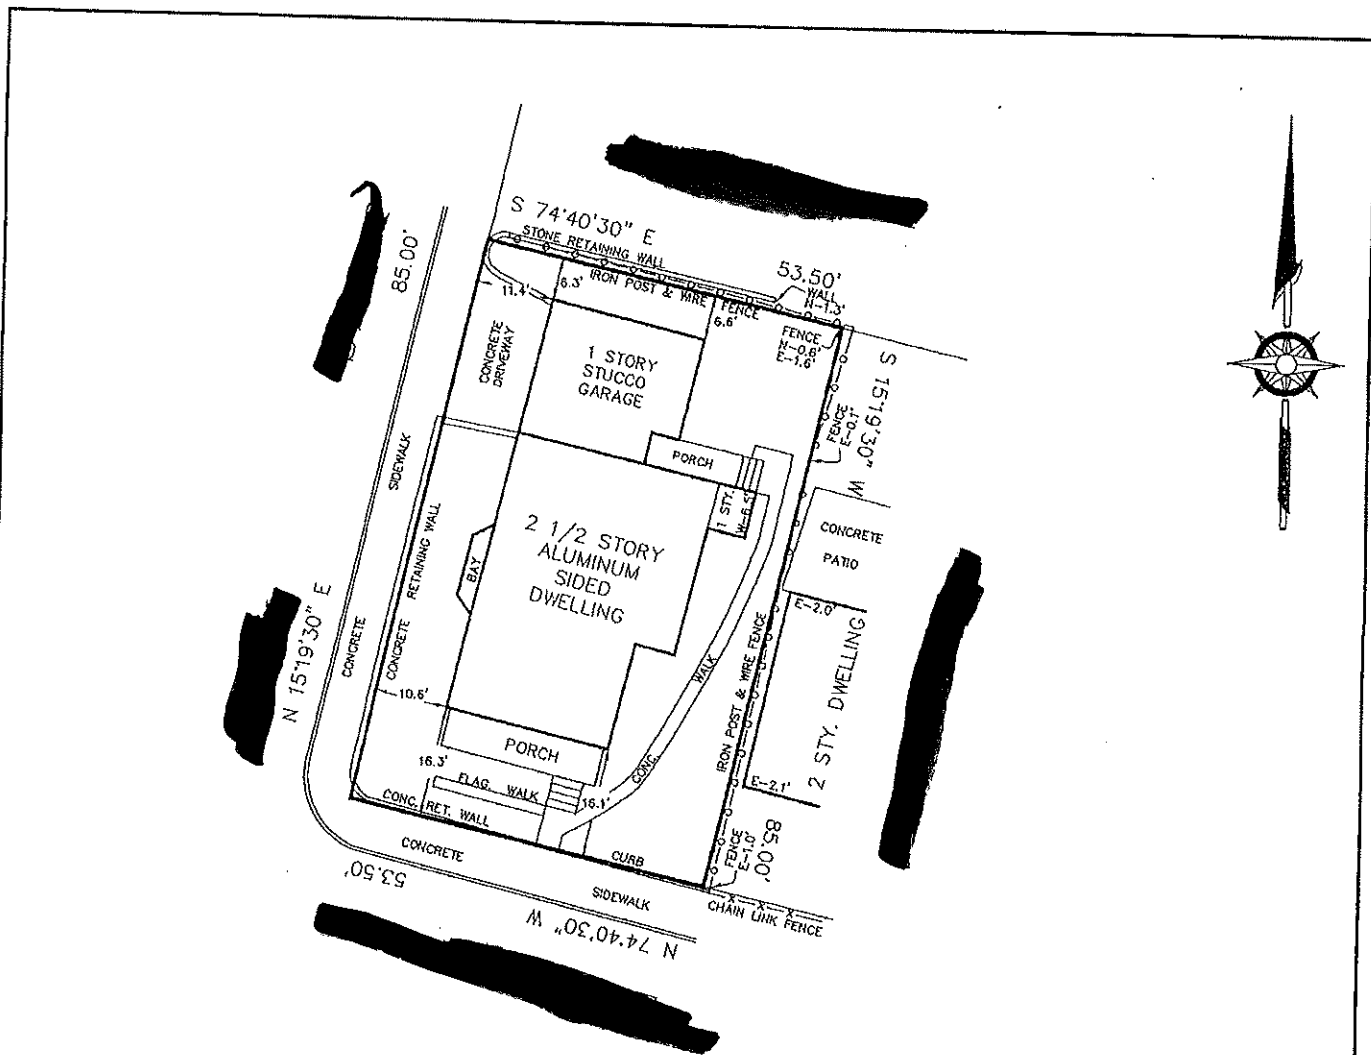 S 74°40'30" E
STONE RETAINING WALL
53.50'
WALL
N-1.3'
IRON POST & WIRE FENCE
85.00'
11.4'
6.3'
6.6'
FENCE
N-0.8'
E-1.6'
S 15°19'30" W
CONCRETE
DRIVEWAY
1 STORY
STUCCO
GARAGE
FENCE
E-0.1'
SIDEWALK
PORCH
1 STY.
W-6.5'
CONCRETE
PATIO
RETAINING WALL
2 1/2 STORY
ALUMINUM
SIDED
DWELLING
BAY
E-2.0'
N 15°19'30" E
CONCRETE
CONCRETE
WALK
IRON POST & WIRE FENCE
2 STY. DWELLING
10.6'
PORCH
16.3'
FLAG. WALK
16.1'
CONC.
E-2.1'
CONC. RET. WALL
85.00'
FENCE
E-1.0'
CONCRETE
CURB
53.50'
SIDEWALK
CHAIN LINK FENCE
N 74°40'30" W